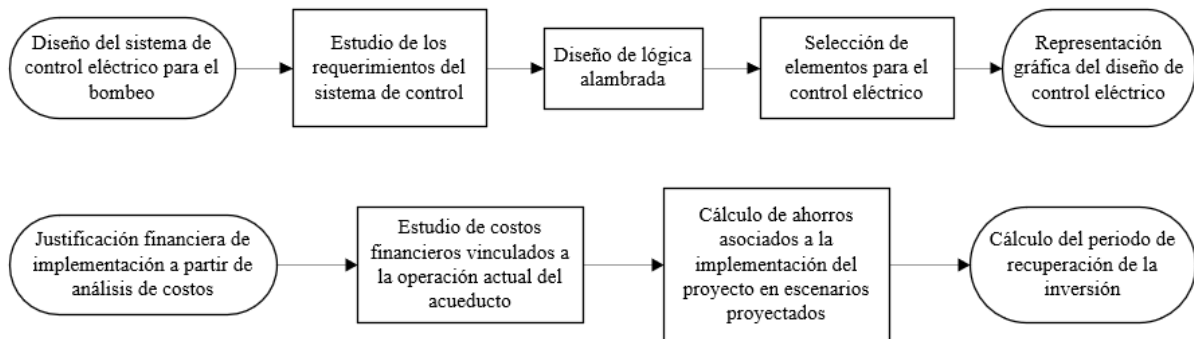 Diseño del sistema de
control eléctrico para el
bombeo
Estudio de los
requerimientos del
sistema de control
Diseño de lógica
alambrada
Selección de
elementos para el
control eléctrico
Representación
gráfica del diseño de
control eléctrico
Justificación financiera de
implementación a partir de
análisis de costos
Estudio de costos
financieros vinculados a
la operación actual del
acueducto
Cálculo de ahorros
asociados a la
implementación del
proyecto en escenarios
proyectados
Cálculo del periodo de
recuperación de la
inversión